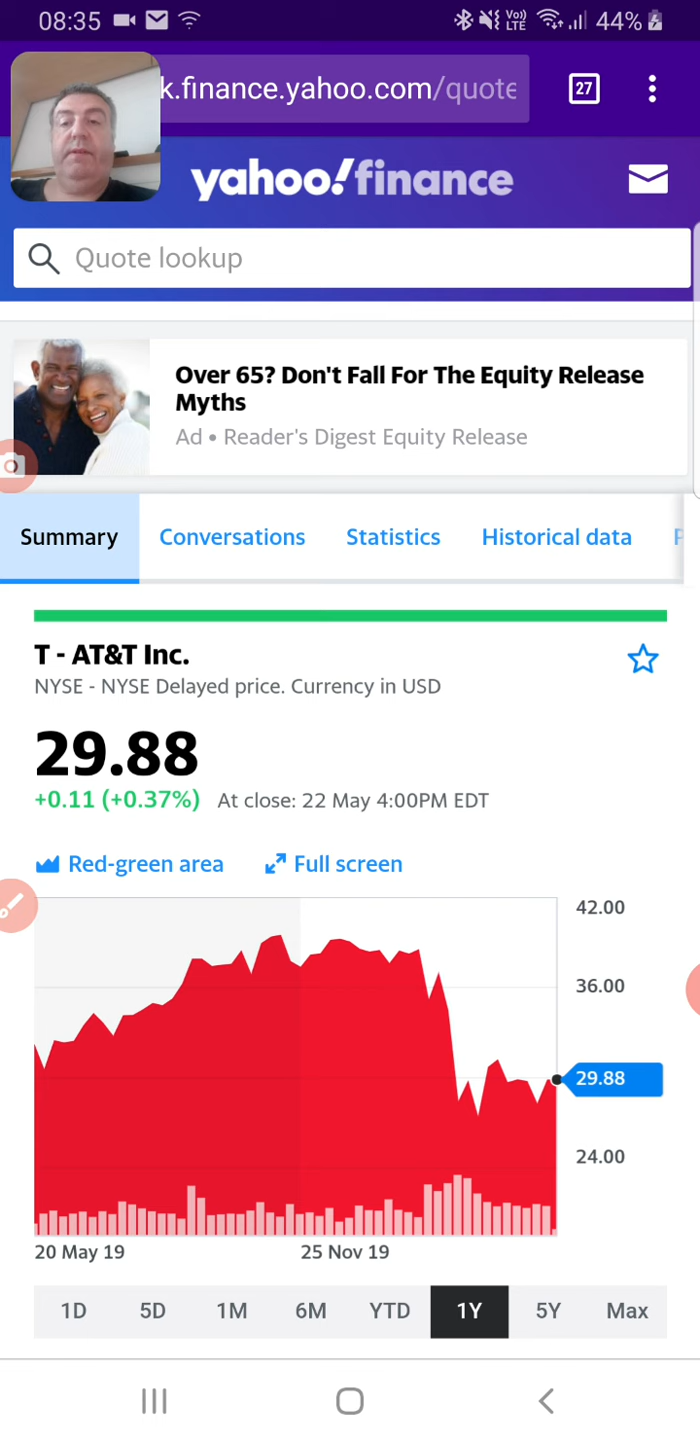 08:35 Vo) LTE 44%
k.finance.yahoo.com/quote 27
yahoo!finance
Quote lookup
Over 65? Don't Fall For The Equity Release
Myths
Ad • Reader's Digest Equity Release
Summary Conversations Statistics Historical data
T - AT&T Inc.
NYSE - NYSE Delayed price. Currency in USD
29.88
+0.11 (+0.37%) At close: 22 May 4:00PM EDT
Red-green area Full screen
42.00
36.00
29.88
24.00
20 May 19 25 Nov 19
1D 5D 1M 6M YTD 1Y 5Y Max